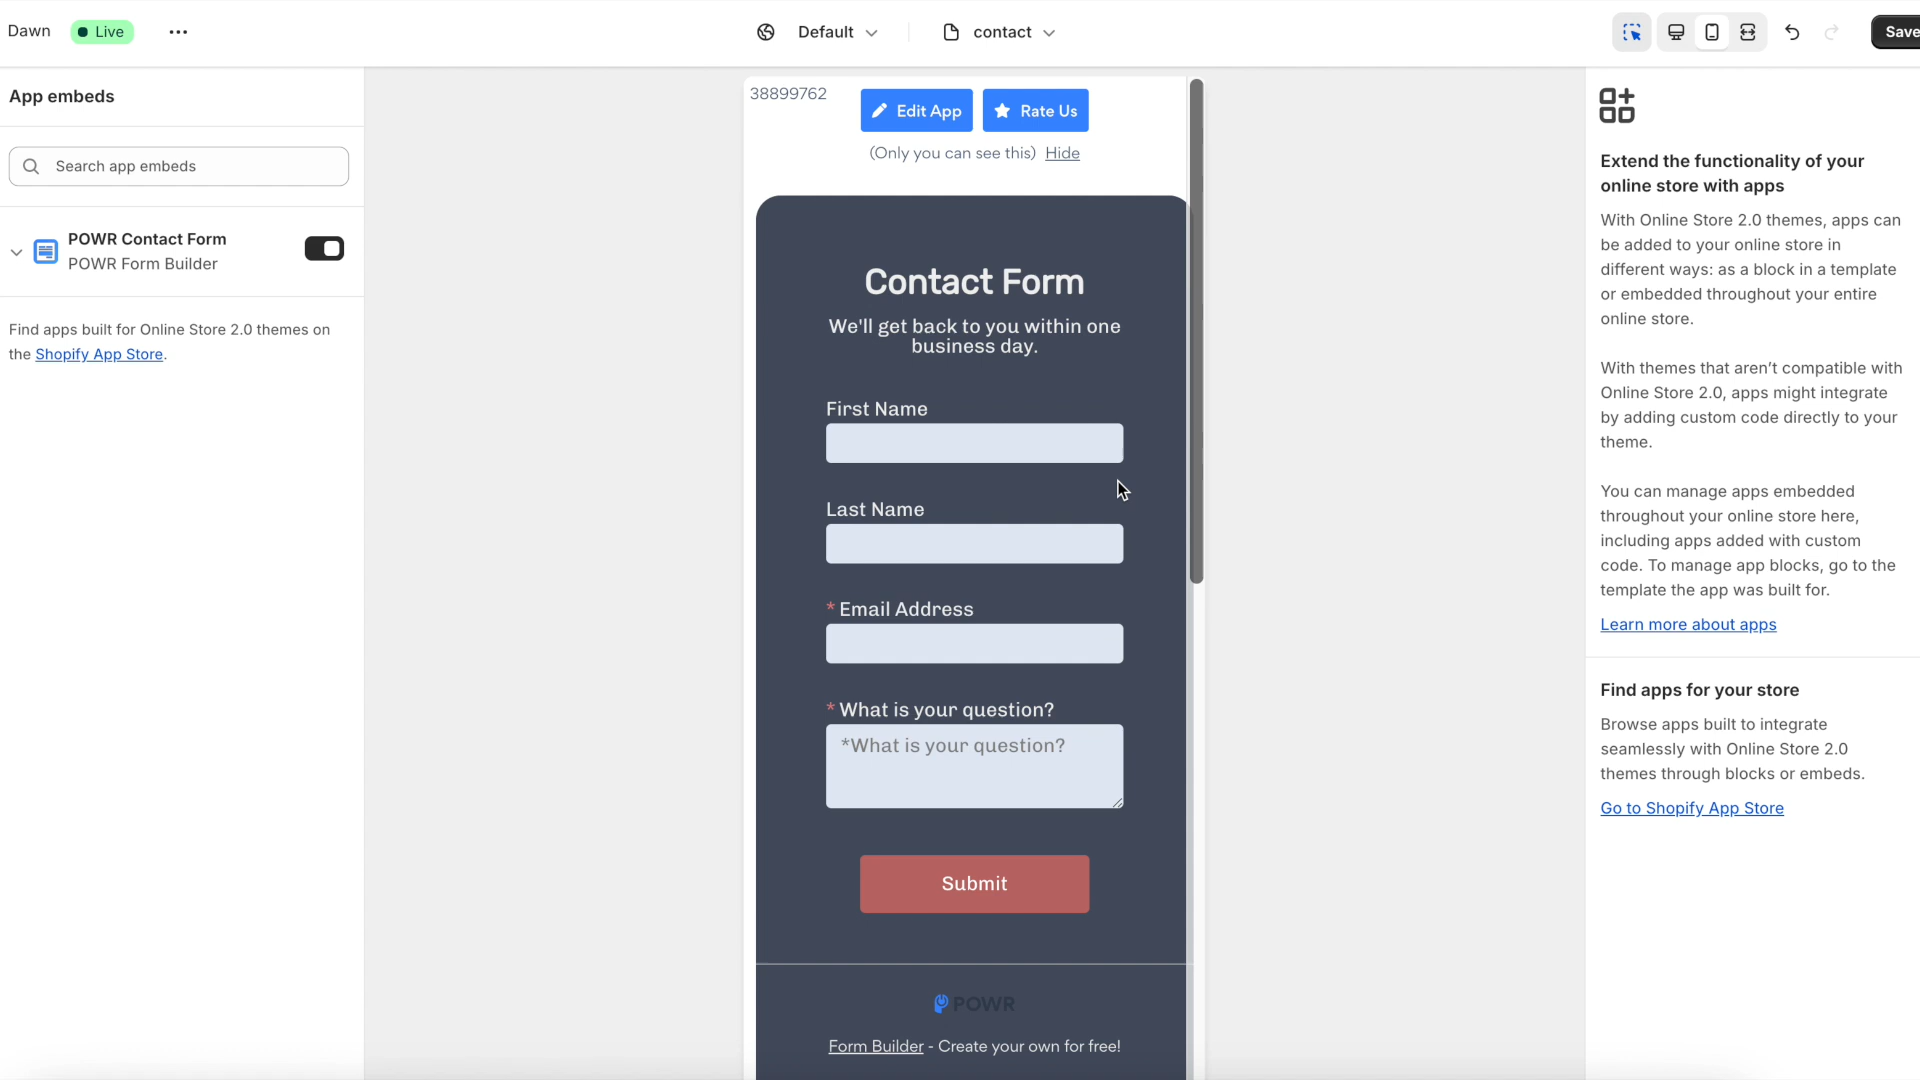 Dawn
Live
Default
contact
Save
App embeds
Search app embeds
POWR Contact Form
POWR Form Builder
Find apps built for Online Store 2.0 themes on
the Shopify App Store.
38899762
Edit App
Rate Us
(Only you can see this) Hide
Contact Form
We'll get back to you within one
business day.
First Name
Last Name
* Email Address
* What is your question?
*What is your question?
Submit
POWR
Form Builder - Create your own for free!
Extend the functionality of your
online store with apps
With Online Store 2.0 themes, apps can
be added to your online store in
different ways: as a block in a template
or embedded throughout your entire
online store.
With themes that aren’t compatible with
Online Store 2.0, apps might integrate
by adding custom code directly to your
theme.
You can manage apps embedded
throughout your online store here,
including apps added with custom
code. To manage app blocks, go to the
template the app was built for.
Learn more about apps
Find apps for your store
Browse apps built to integrate
seamlessly with Online Store 2.0
themes through blocks or embeds.
Go to Shopify App Store